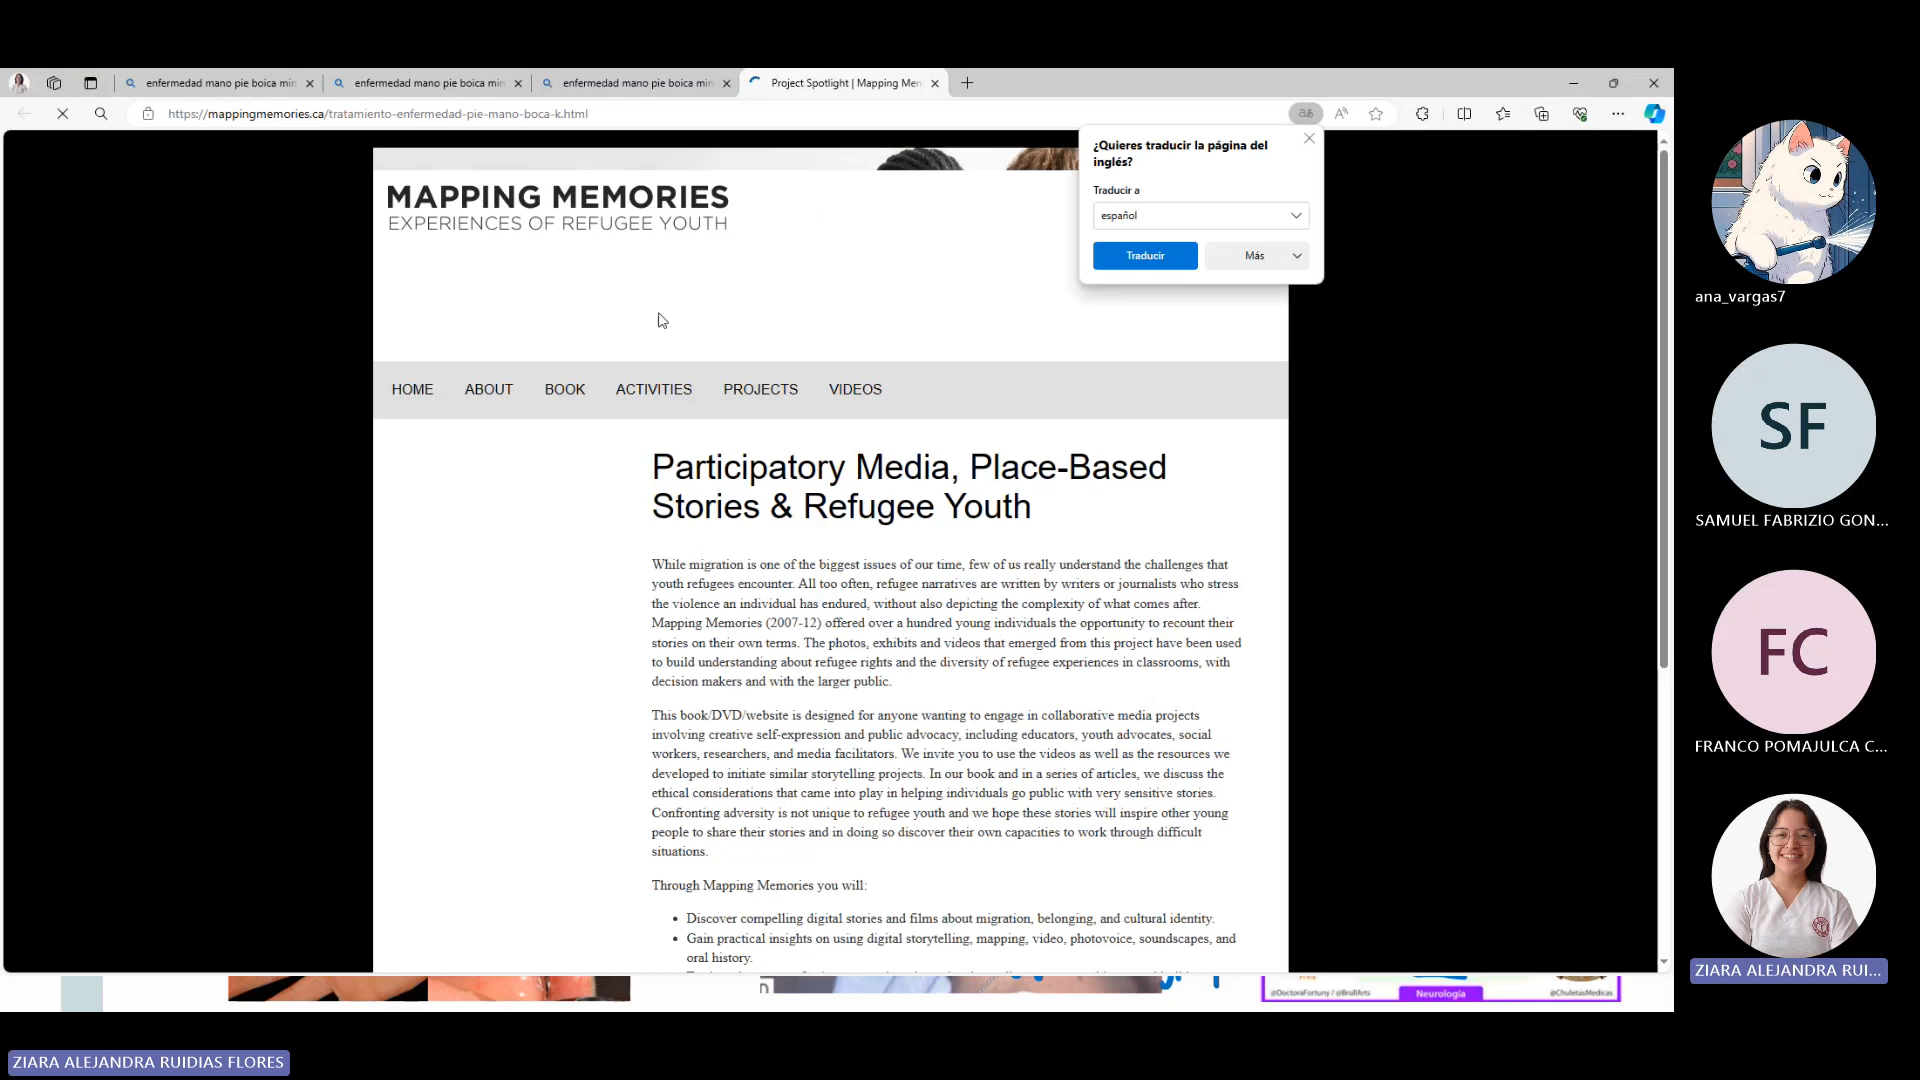 enfermedad mano pie boica min
enfermedad mano pie boica min
enfermedad mano pie boica min
Project Spotlight | Mapping Mem
https://mappingmemories.ca/tratamiento-enfermedad-pie-mano-boca-k.html
¿Quieres traducir la página del
inglés?
Traducir a
español
Traducir
Más
MAPPING MEMORIES
EXPERIENCES OF REFUGEE YOUTH
HOME
ABOUT
BOOK
ACTIVITIES
PROJECTS
VIDEOS
Participatory Media, Place-Based
Stories & Refugee Youth
While migration is one of the biggest issues of our time, few of us really understand the challenges that
youth refugees encounter. All too often, refugee narratives are written by writers or journalists who stress
the violence an individual has endured, without also depicting the complexity of what comes after.
Mapping Memories (2007-12) offered over a hundred young individuals the opportunity to recount their
stories on their own terms. The photos, exhibits and videos that emerged from this project have been used
to build understanding about refugee rights and the diversity of refugee experiences in classrooms, with
decision makers and with the larger public.
This book/DVD/website is designed for anyone wanting to engage in collaborative media projects
involving creative self-expression and public advocacy, including educators, youth advocates, social
workers, researchers, and media facilitators. We invite you to use the videos as well as the resources we
developed to initiate similar storytelling projects. In our book and in a series of articles, we discuss the
ethical considerations that came into play in helping individuals go public with very sensitive stories.
Confronting adversity is not unique to refugee youth and we hope these stories will inspire other young
people to share their stories and in doing so discover their own capacities to work through difficult
situations.
Through Mapping Memories you will:
• Discover compelling digital stories and films about migration, belonging, and cultural identity.
• Gain practical insights on using digital storytelling, mapping, video, photovoice, soundscapes, and
oral history.
@DoctoraFortuny / @BrullArts
Neurología
@ChuletasMedicas
ana_vargas7
SF
SAMUEL FABRIZIO GON...
FC
FRANCO POMAJULCA C...
ZIARA ALEJANDRA RUI...
ZIARA ALEJANDRA RUIDIAS FLORES